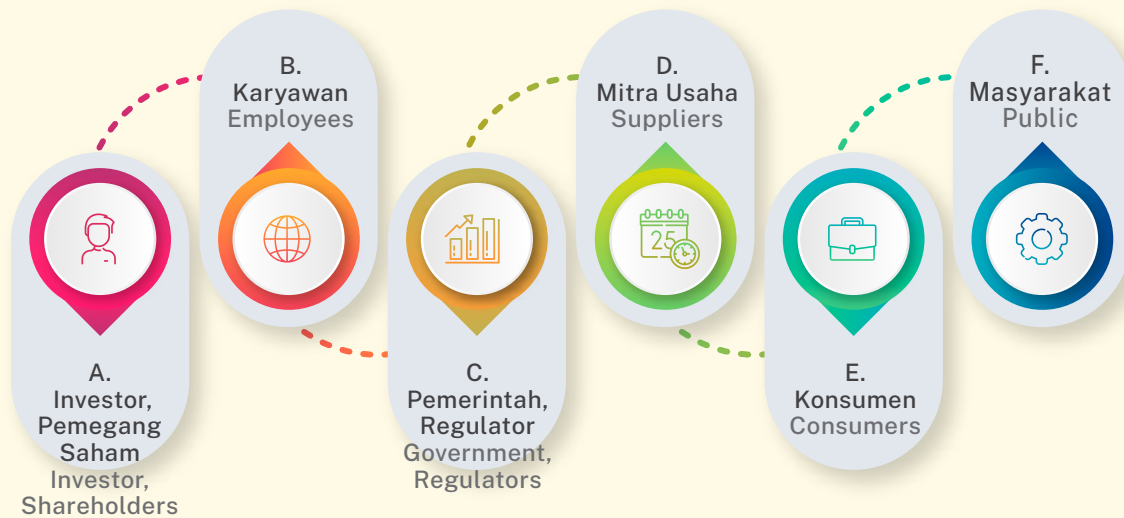 A.
Investor,
Pemegang
Saham
Investor,
Shareholders
B.
Karyawan
Employees
C.
Pemerintah,
Regulator
Government,
Regulators
D.
Mitra Usaha
Suppliers
25
E.
Konsumen
Consumers
F.
Masyarakat
Public